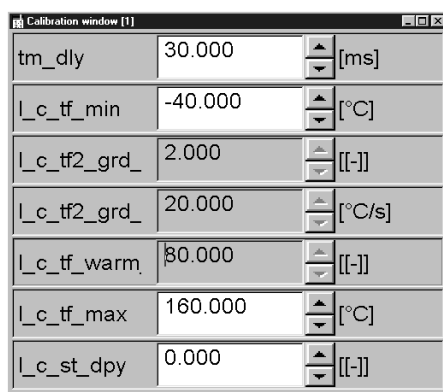 Calibration window [1]
tm_dly 30.000 [ms]
l_c_tf_min -40.000 [°C]
l_c_tf2_grd_ 2.000 [[-]]
l_c_tf2_grd_ 20.000 [°C/s]
l_c_tf_warm 80.000 [[-]]
l_c_tf_max 160.000 [°C]
l_c_st_dpy 0.000 [[-]]